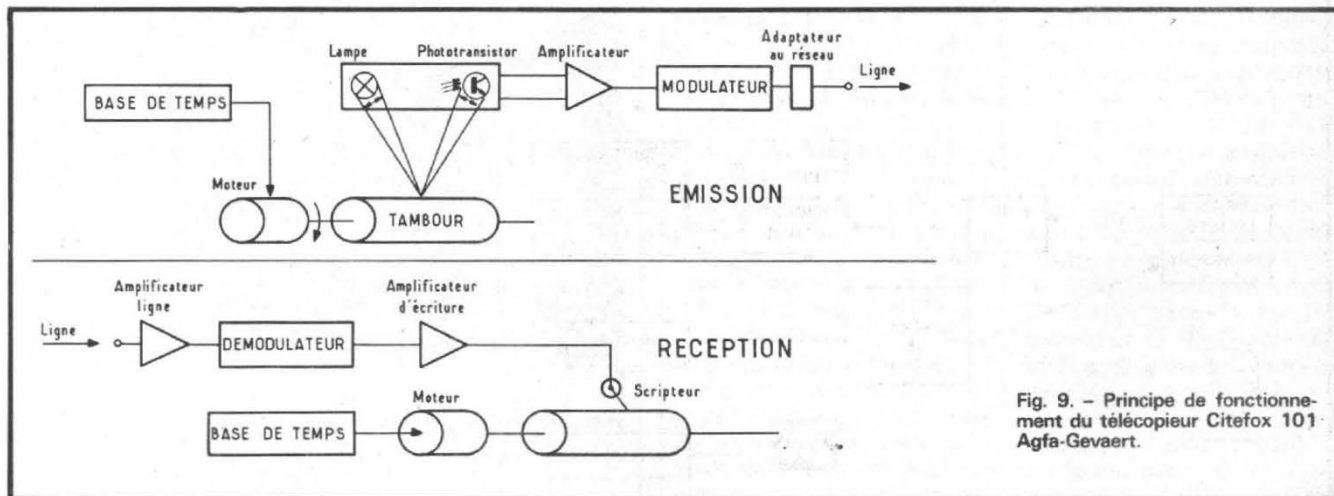 Lampe
Phototransistor
Amplificateur
Adaptateur
au réseau
Ligne
BASE DE TEMPS
MODULATEUR
Moteur
TAMBOUR
EMISSION
Amplificateur
ligne
Amplificateur
d'écriture
Ligne
DEMODULATEUR
RECEPTION
Scripteur
Moteur
BASE DE TEMPS
Fig. 9. – Principe de fonctionne-
ment du télécopieur Citefox 101
Agfa-Gevaert.